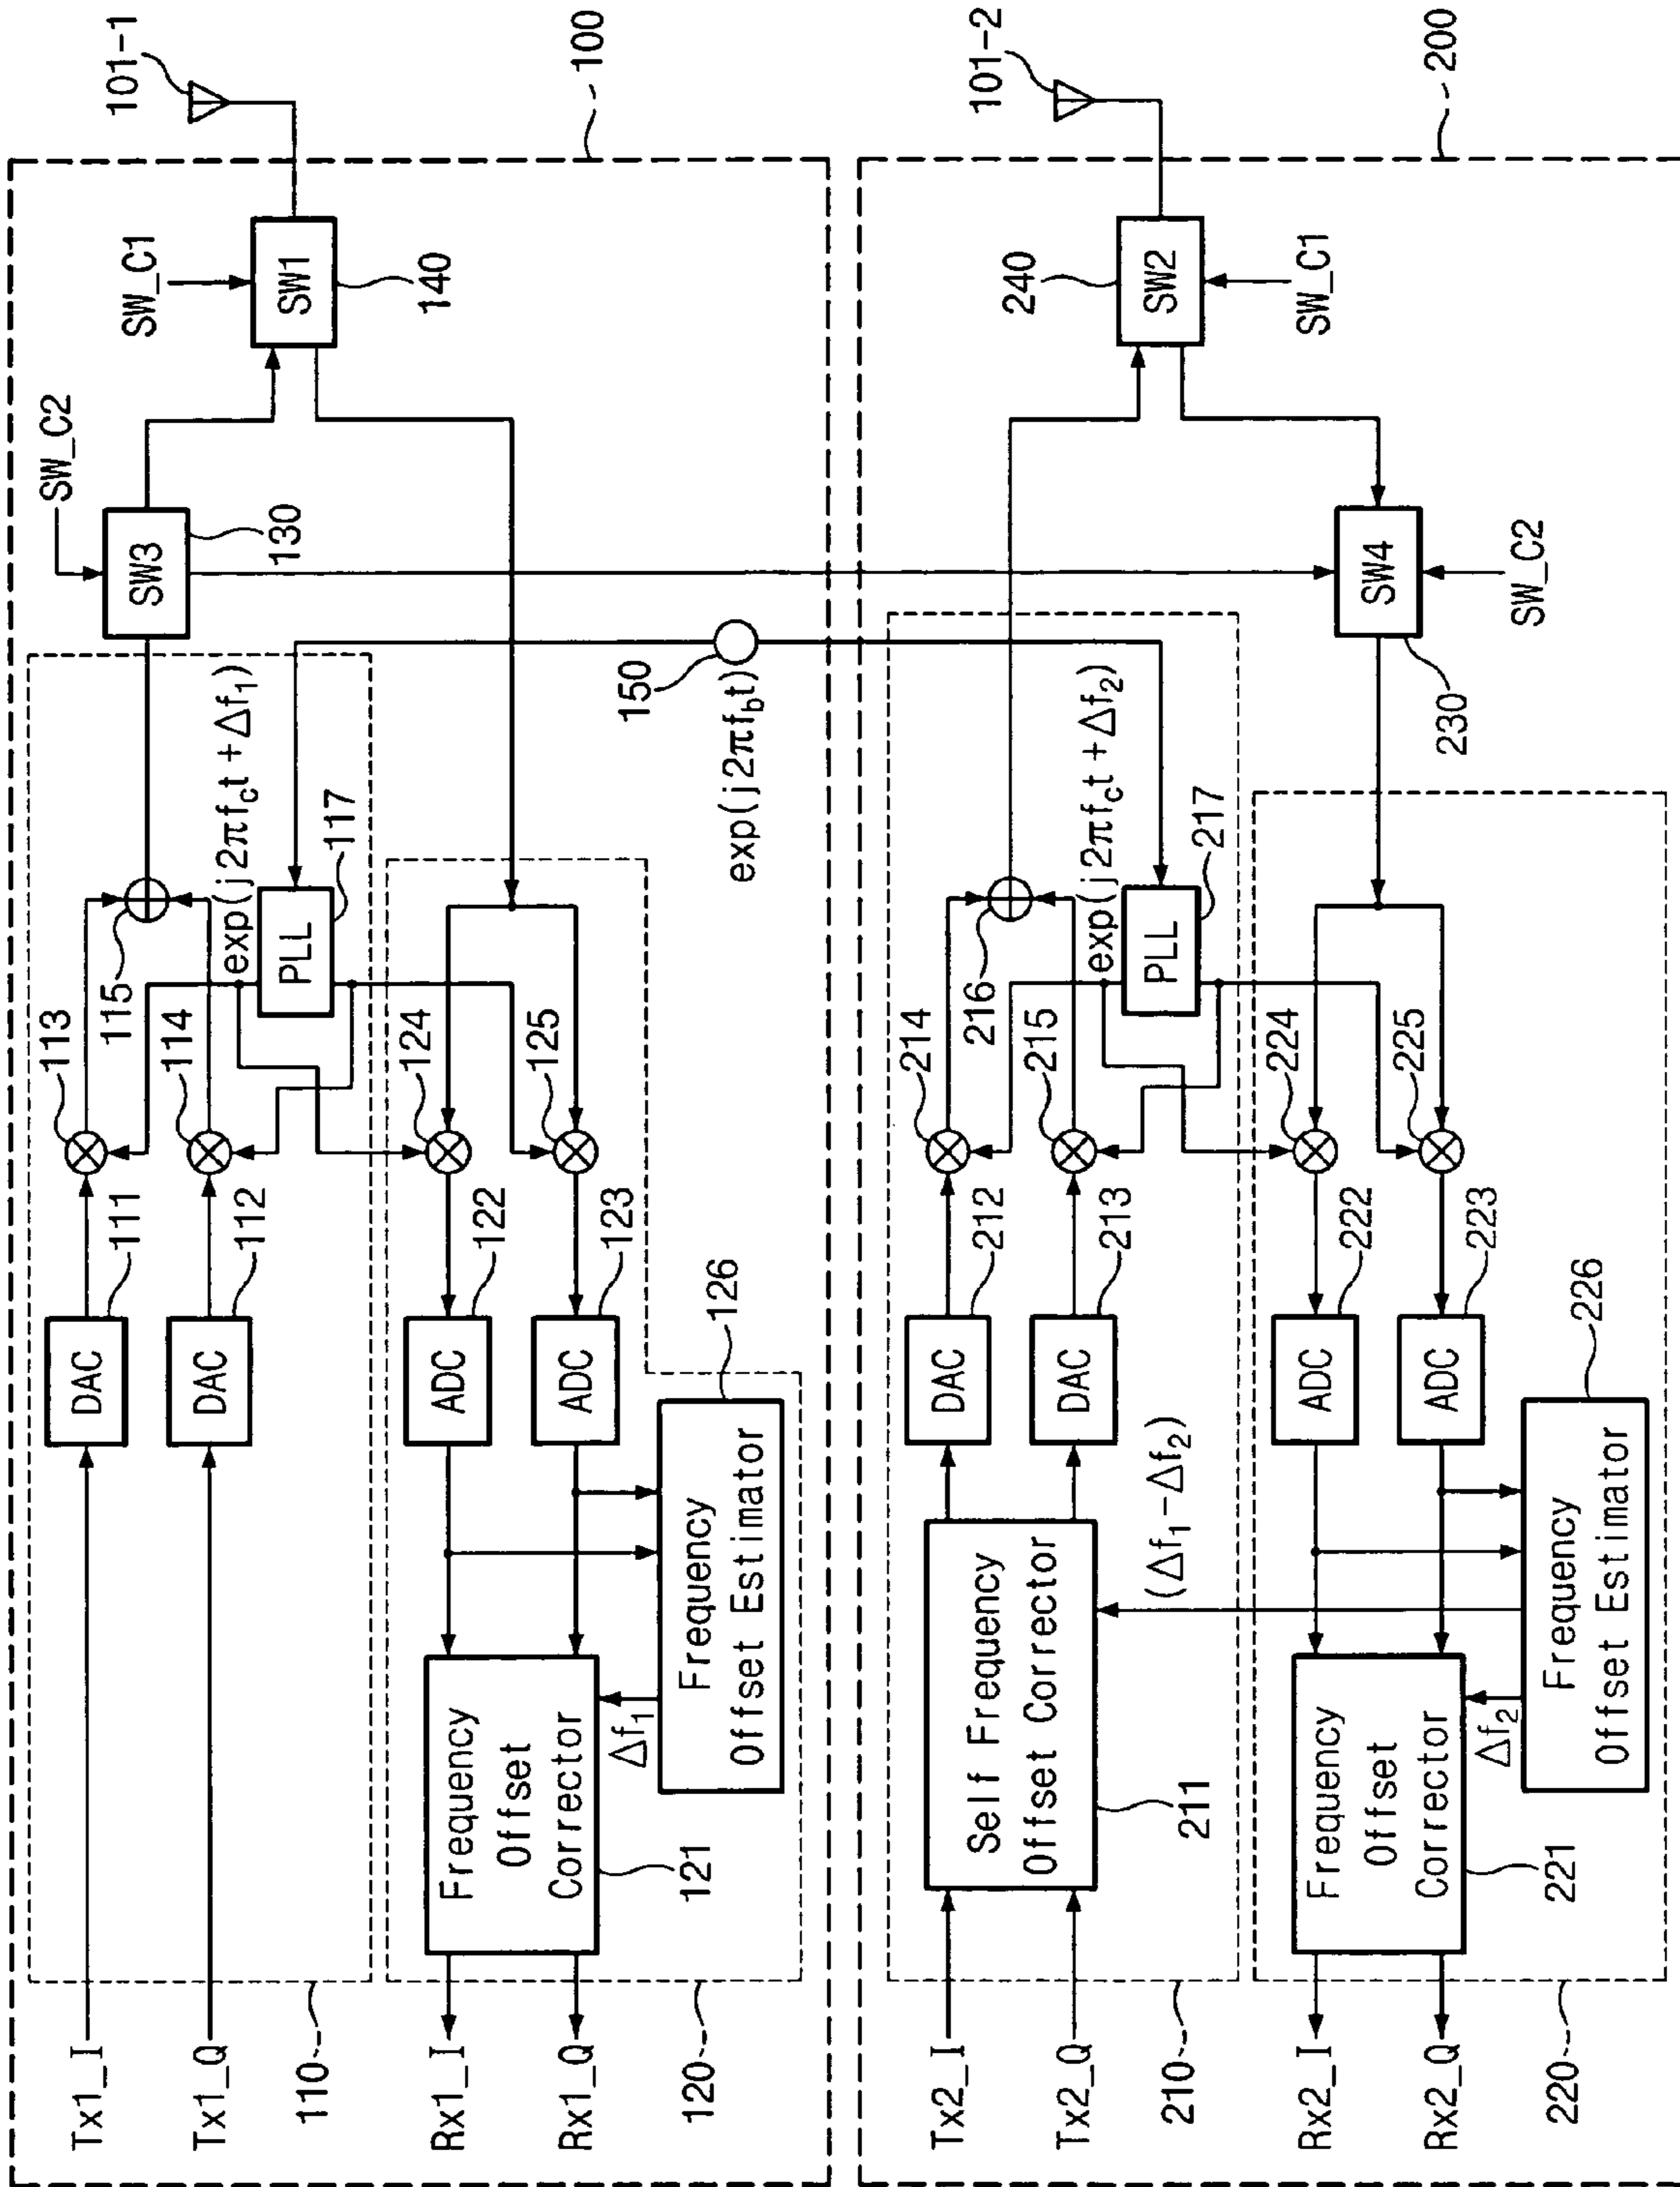 101-1
100
SW_C1
SW1
140
SW_C2
SW3
130
113
115
114
111
DAC
112
DAC
exp(j2πf_ct+Δf_1)
PLL
117
150
exp(j2πf_bt)
124
125
122
ADC
123
ADC
126
Frequency
Offset Estimator
Δf_1
Frequency
Offset
Corrector
121
Tx1_I
Tx1_Q
110
Rx1_I
Rx1_Q
120
101-2
200
240
SW2
SW_C1
SW4
SW_C2
230
214
216
215
212
DAC
213
DAC
exp(j2πf_ct+Δf_2)
PLL
217
Self Frequency
Offset Corrector
211
(Δf_1-Δf_2)
224
225
222
ADC
223
ADC
226
Frequency
Offset Estimator
Δf_2
Frequency
Offset
Corrector
221
Tx2_I
Tx2_Q
210
Rx2_I
Rx2_Q
220